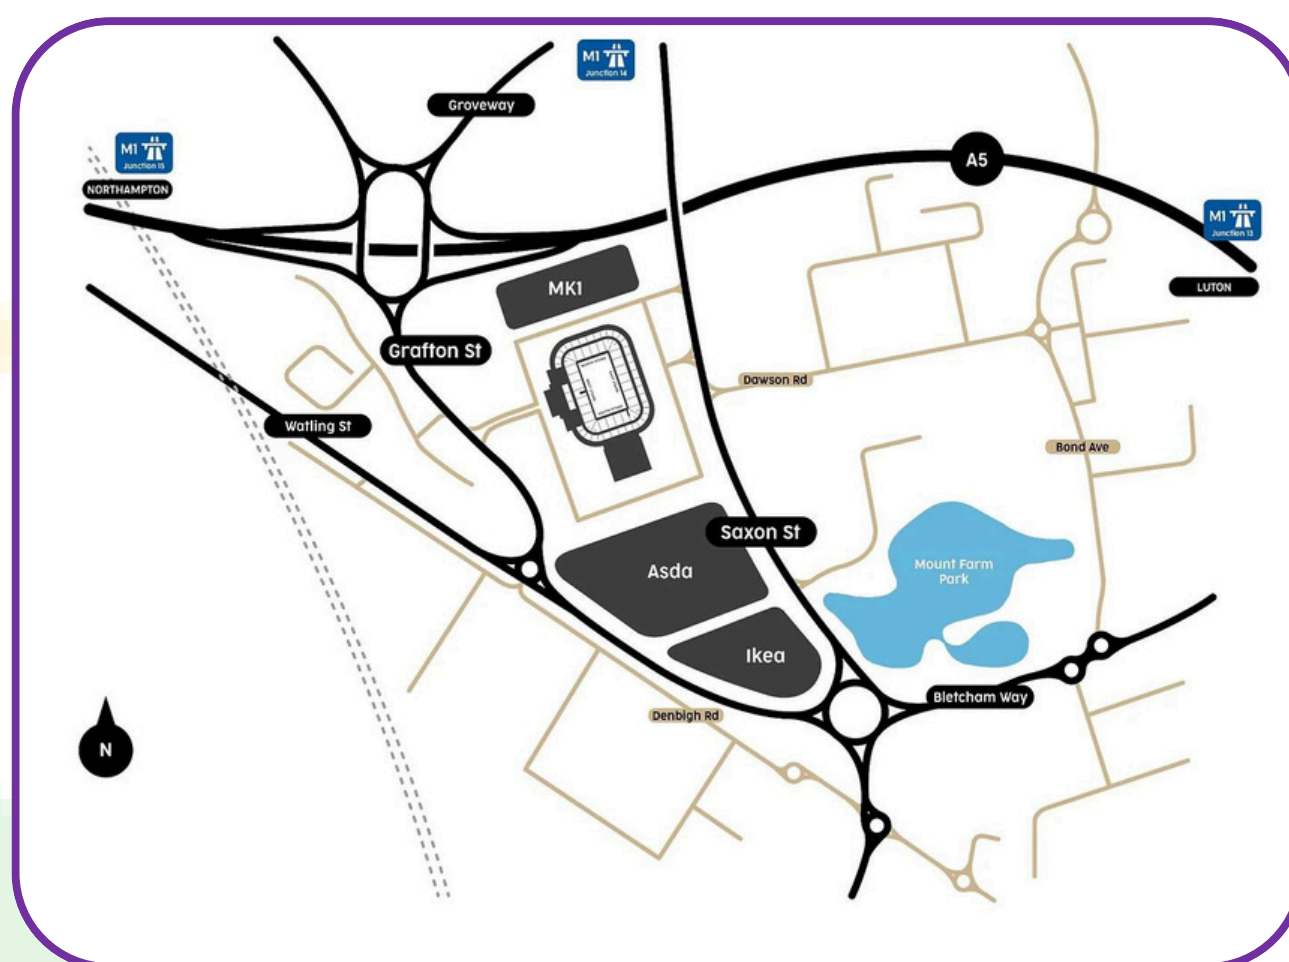 M1
Junction 14
Groveway
M1
Junction 15
NORTHAMPTON
A5
M1
Junction 13
LUTON
MK1
Grafton St
Dawson Rd
Watling St
Bond Ave
Saxon St
Asda
Mount Farm
Park
Ikea
Bletcham Way
Denbigh Rd
N